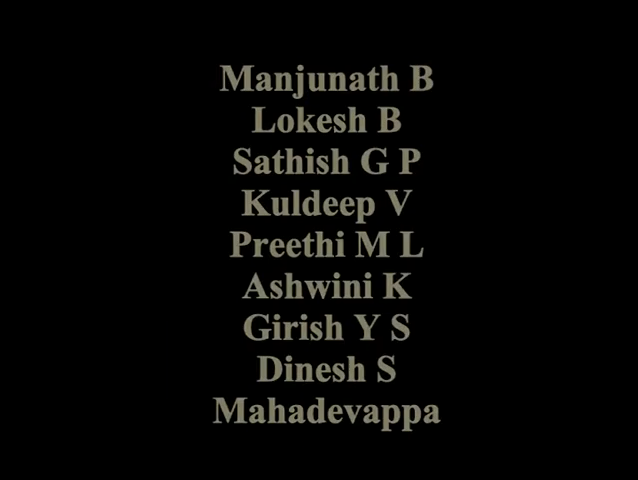 Manjunath B
Lokesh B
Sathish G P
Kuldeep V
Preethi M L
Ashwini K
Girish Y S
Dinesh S
Mahadevappa